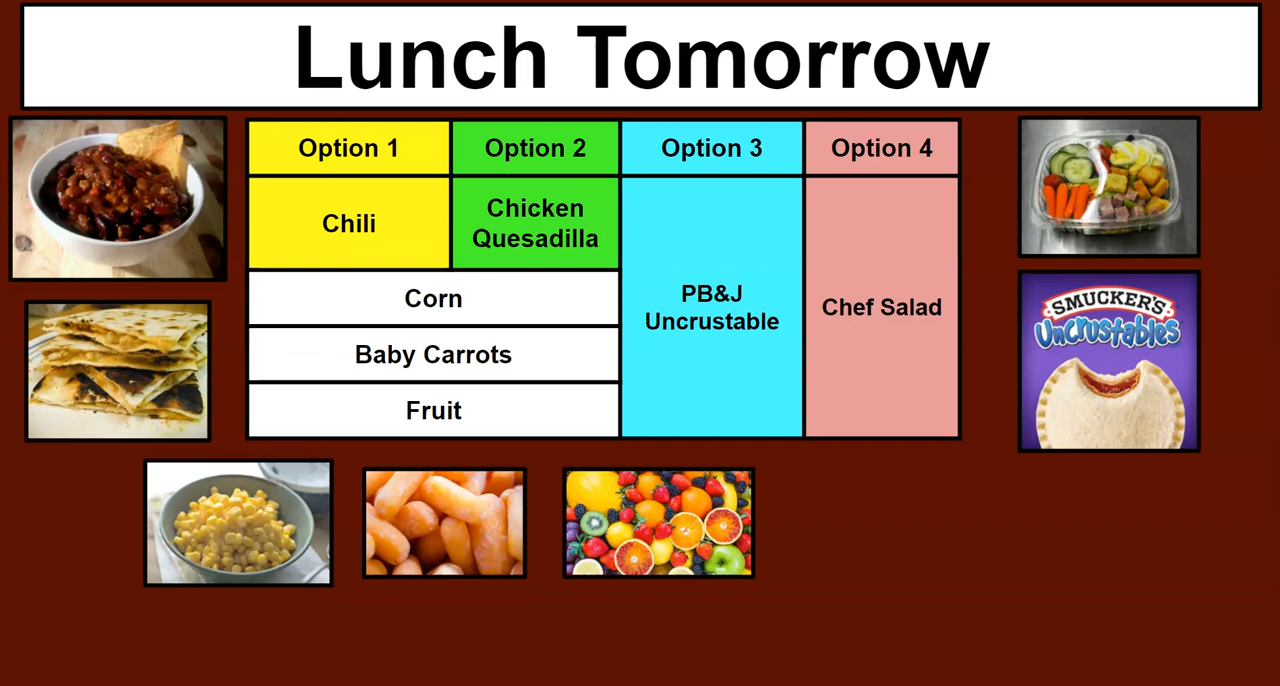 Lunch Tomorrow
Option 1
Option 2
Option 3
Option 4
Chili
Chicken
Quesadilla
PB&J
Uncrustable
Chef Salad
Corn
Baby Carrots
Fruit
SMUCKER'S
Uncrustables